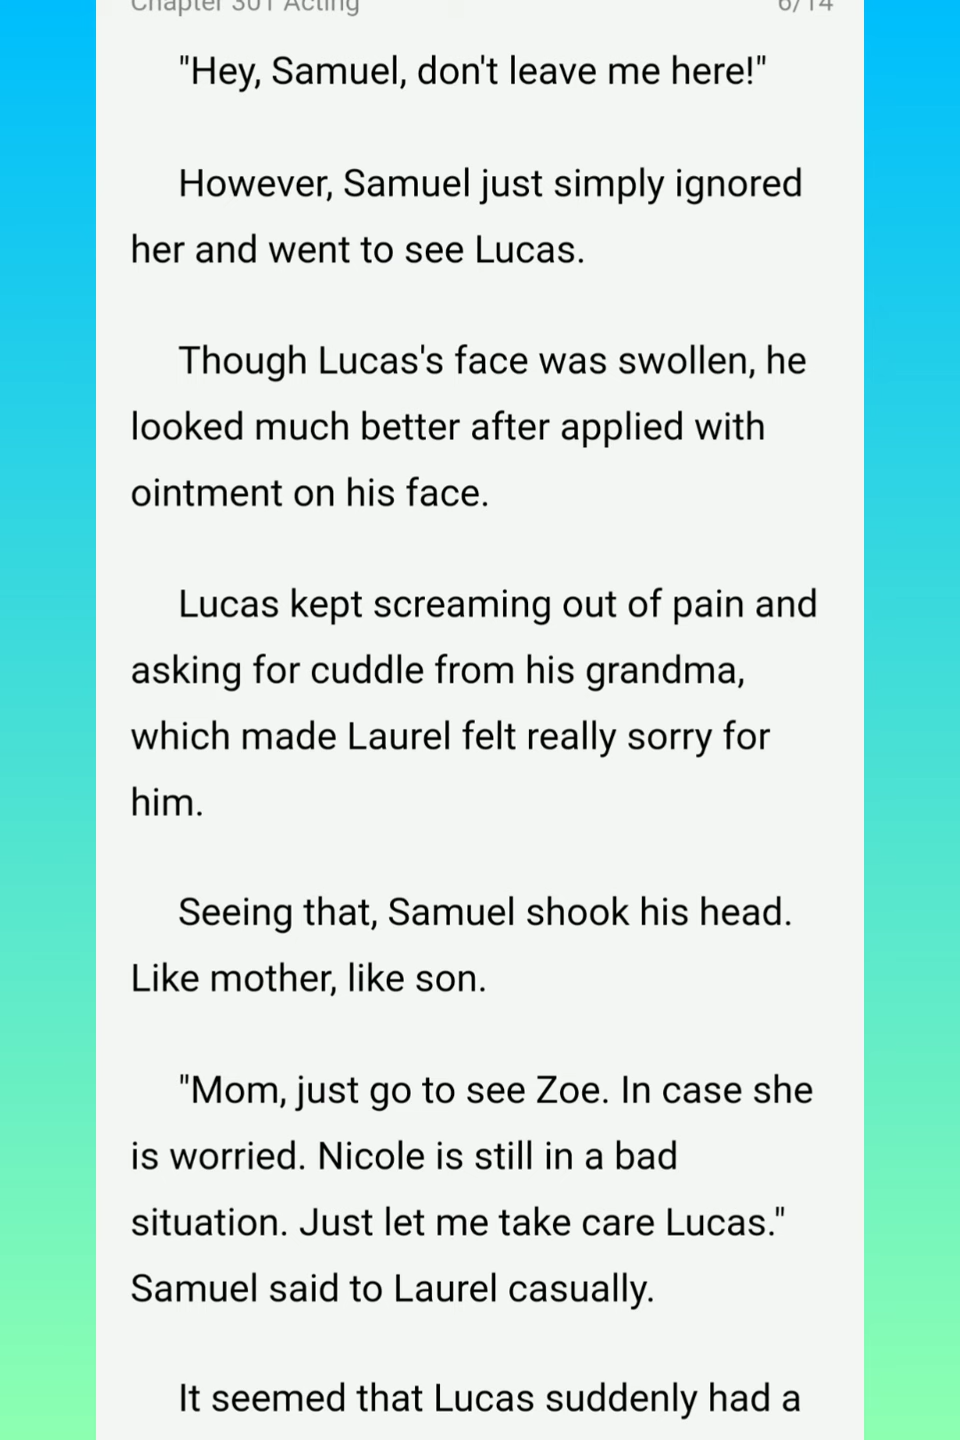 Chapter 301 Acting 6/14
"Hey, Samuel, don't leave me here!"
However, Samuel just simply ignored
her and went to see Lucas.
Though Lucas's face was swollen, he
looked much better after applied with
ointment on his face.
Lucas kept screaming out of pain and
asking for cuddle from his grandma,
which made Laurel felt really sorry for
him.
Seeing that, Samuel shook his head.
Like mother, like son.
"Mom, just go to see Zoe. In case she
is worried. Nicole is still in a bad
situation. Just let me take care Lucas."
Samuel said to Laurel casually.
It seemed that Lucas suddenly had a